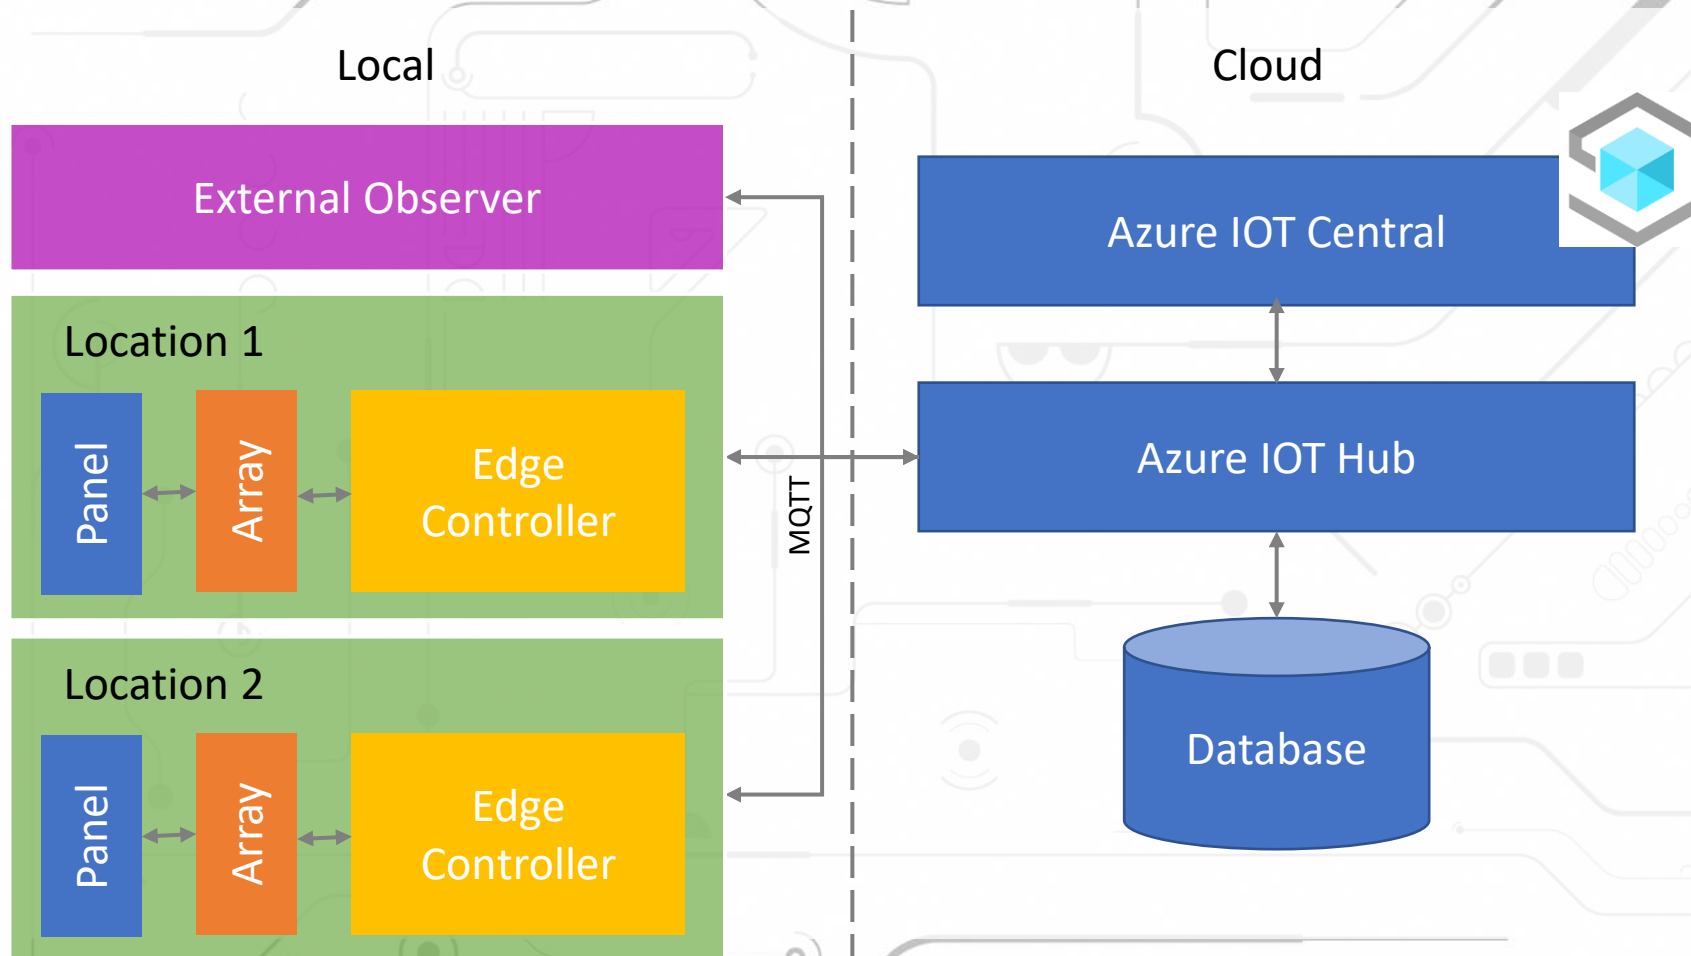 Local
External Observer
Location 1
Panel
Array
Edge
Controller
Location 2
Panel
Array
Edge
Controller
MQTT
Cloud
Azure IOT Central
Azure IOT Hub
Database